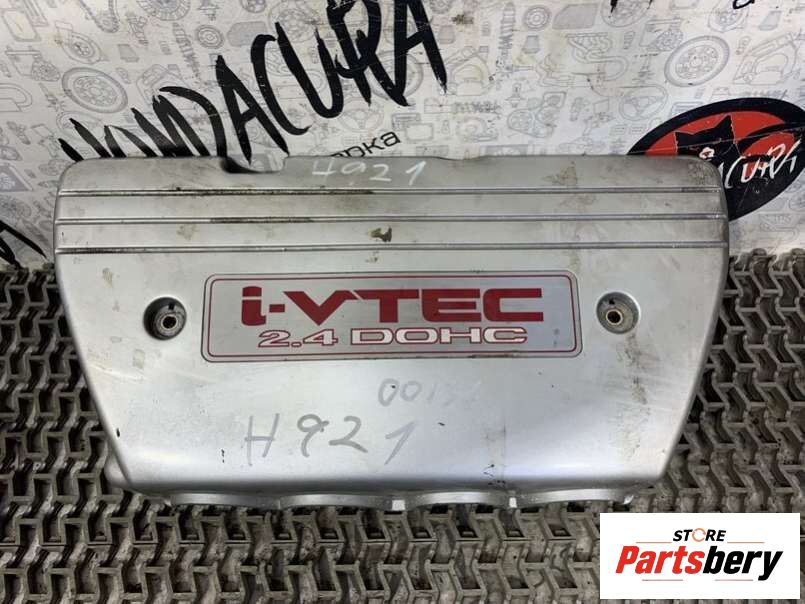 HONDACURA
H921
i-VTEC
2.4 DOHC
H921
STORE
Partsbery